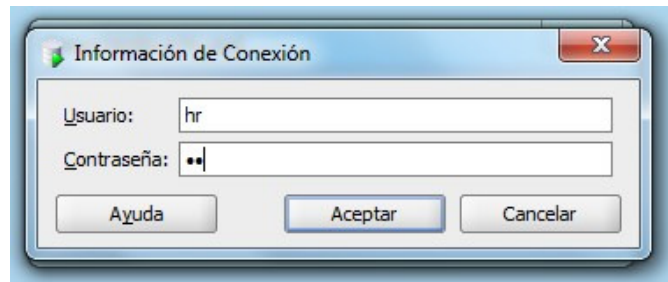 Información de Conexión
Usuario: hr
Contraseña: ••
Ayuda Aceptar Cancelar